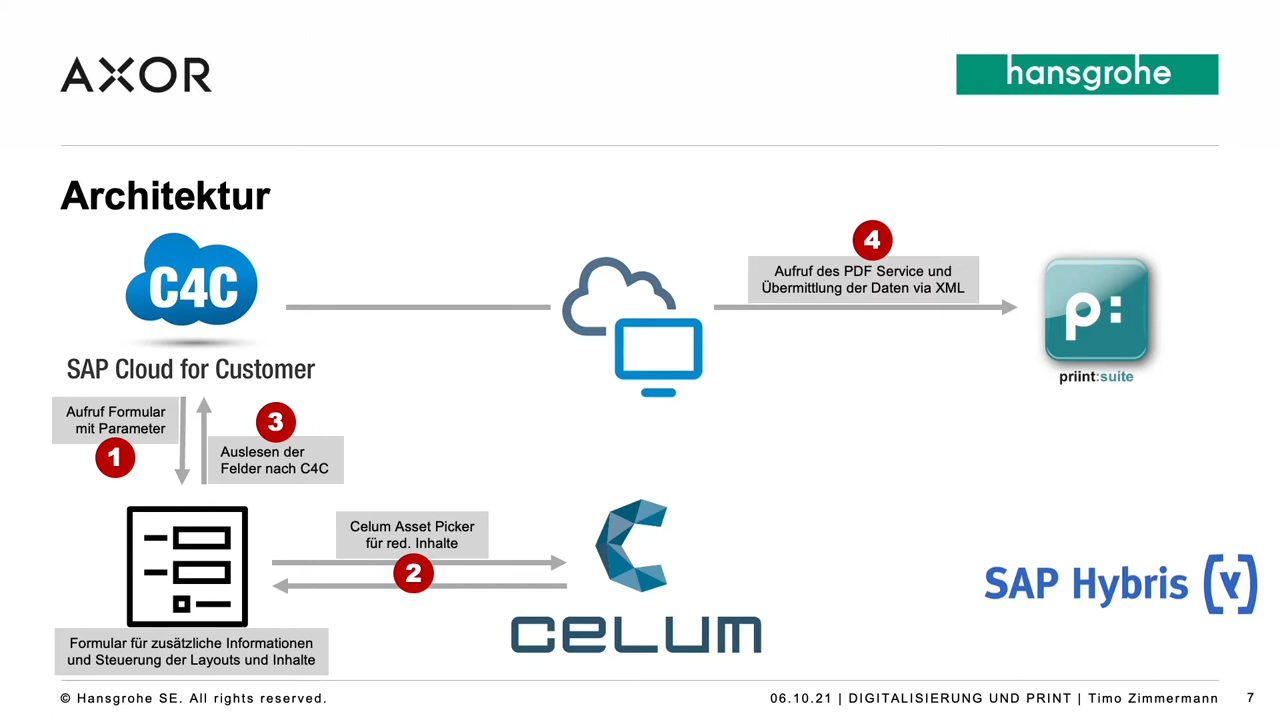 AXOR
hansgrohe
Architektur
C4C
SAP Cloud for Customer
4
Aufruf des PDF Service und
Übermittlung der Daten via XML
p:
priint:suite
Aufruf Formular
mit Parameter
1
3
Auslesen der
Felder nach C4C
Celum Asset Picker
für red. Inhalte
2
CELUM
SAP Hybris (v)
Formular für zusätzliche Informationen
und Steuerung der Layouts und Inhalte
© Hansgrohe SE. All rights reserved.
06.10.21 | DIGITALISIERUNG UND PRINT | Timo Zimmermann
7